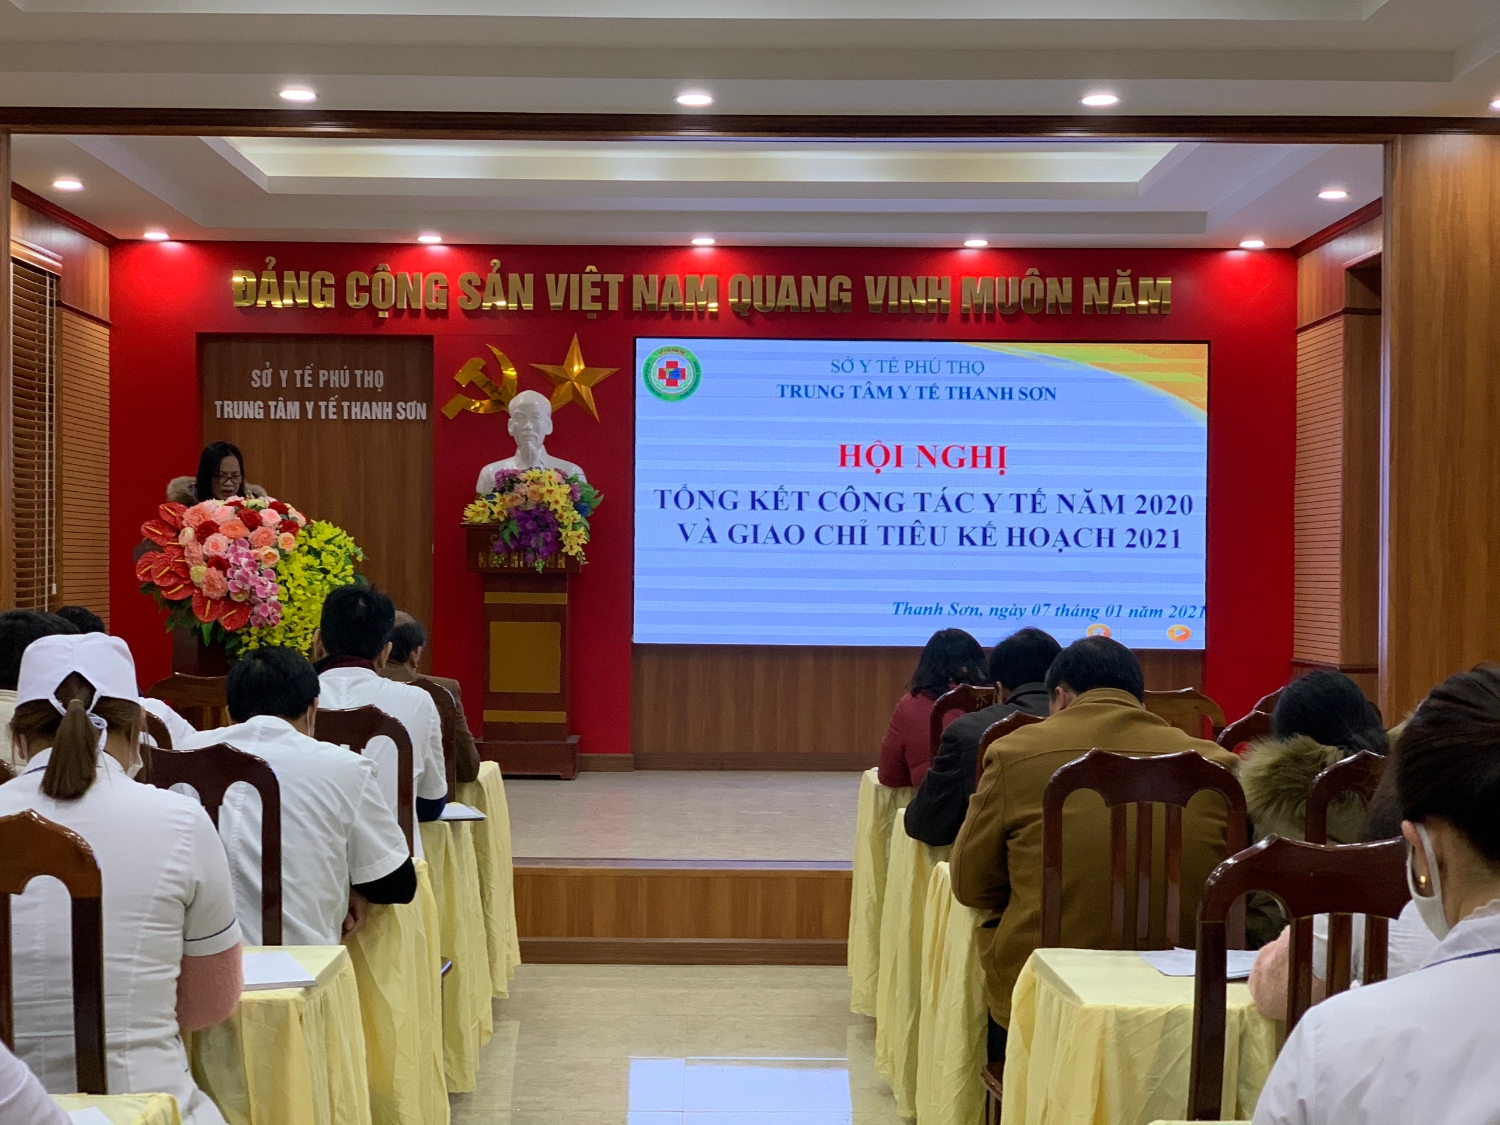 ĐẢNG CỘNG SẢN VIỆT NAM QUANG VINH MUÔN NĂM
SỞ Y TẾ PHÚ THỌ
TRUNG TÂM Y TẾ THANH SƠN
SỞ Y TẾ PHÚ THỌ
TRUNG TÂM Y TẾ THANH SƠN
HỘI NGHỊ
TỔNG KẾT CÔNG TÁC Y TẾ NĂM 2020
VÀ GIAO CHỈ TIÊU KẾ HOẠCH 2021
Thanh Sơn, ngày 07 tháng 01 năm 2021